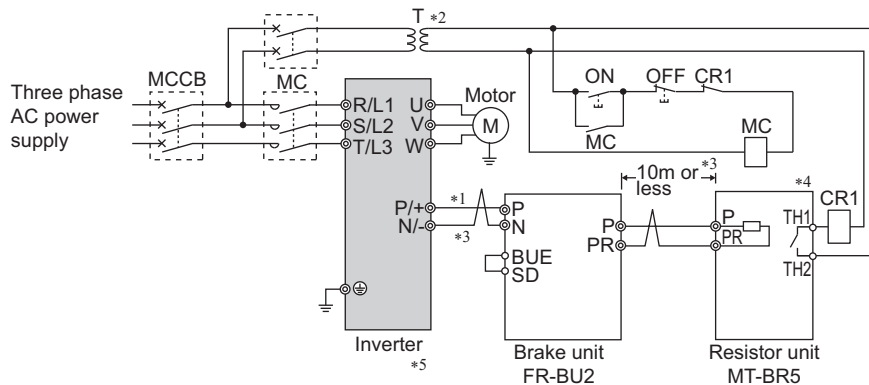 T *2
MCCB
MC
ON
OFF
CR1
Three phase
AC power
supply
R/L1
S/L2
T/L3
U
V
W
Motor
M
MC
MC
10m or
less
*3
*4
P/+
N/-
*1
*3
P
N
BUE
SD
P
PR
P
PR
TH1
TH2
CR1
Inverter
*5
Brake unit
FR-BU2
Resistor unit
MT-BR5